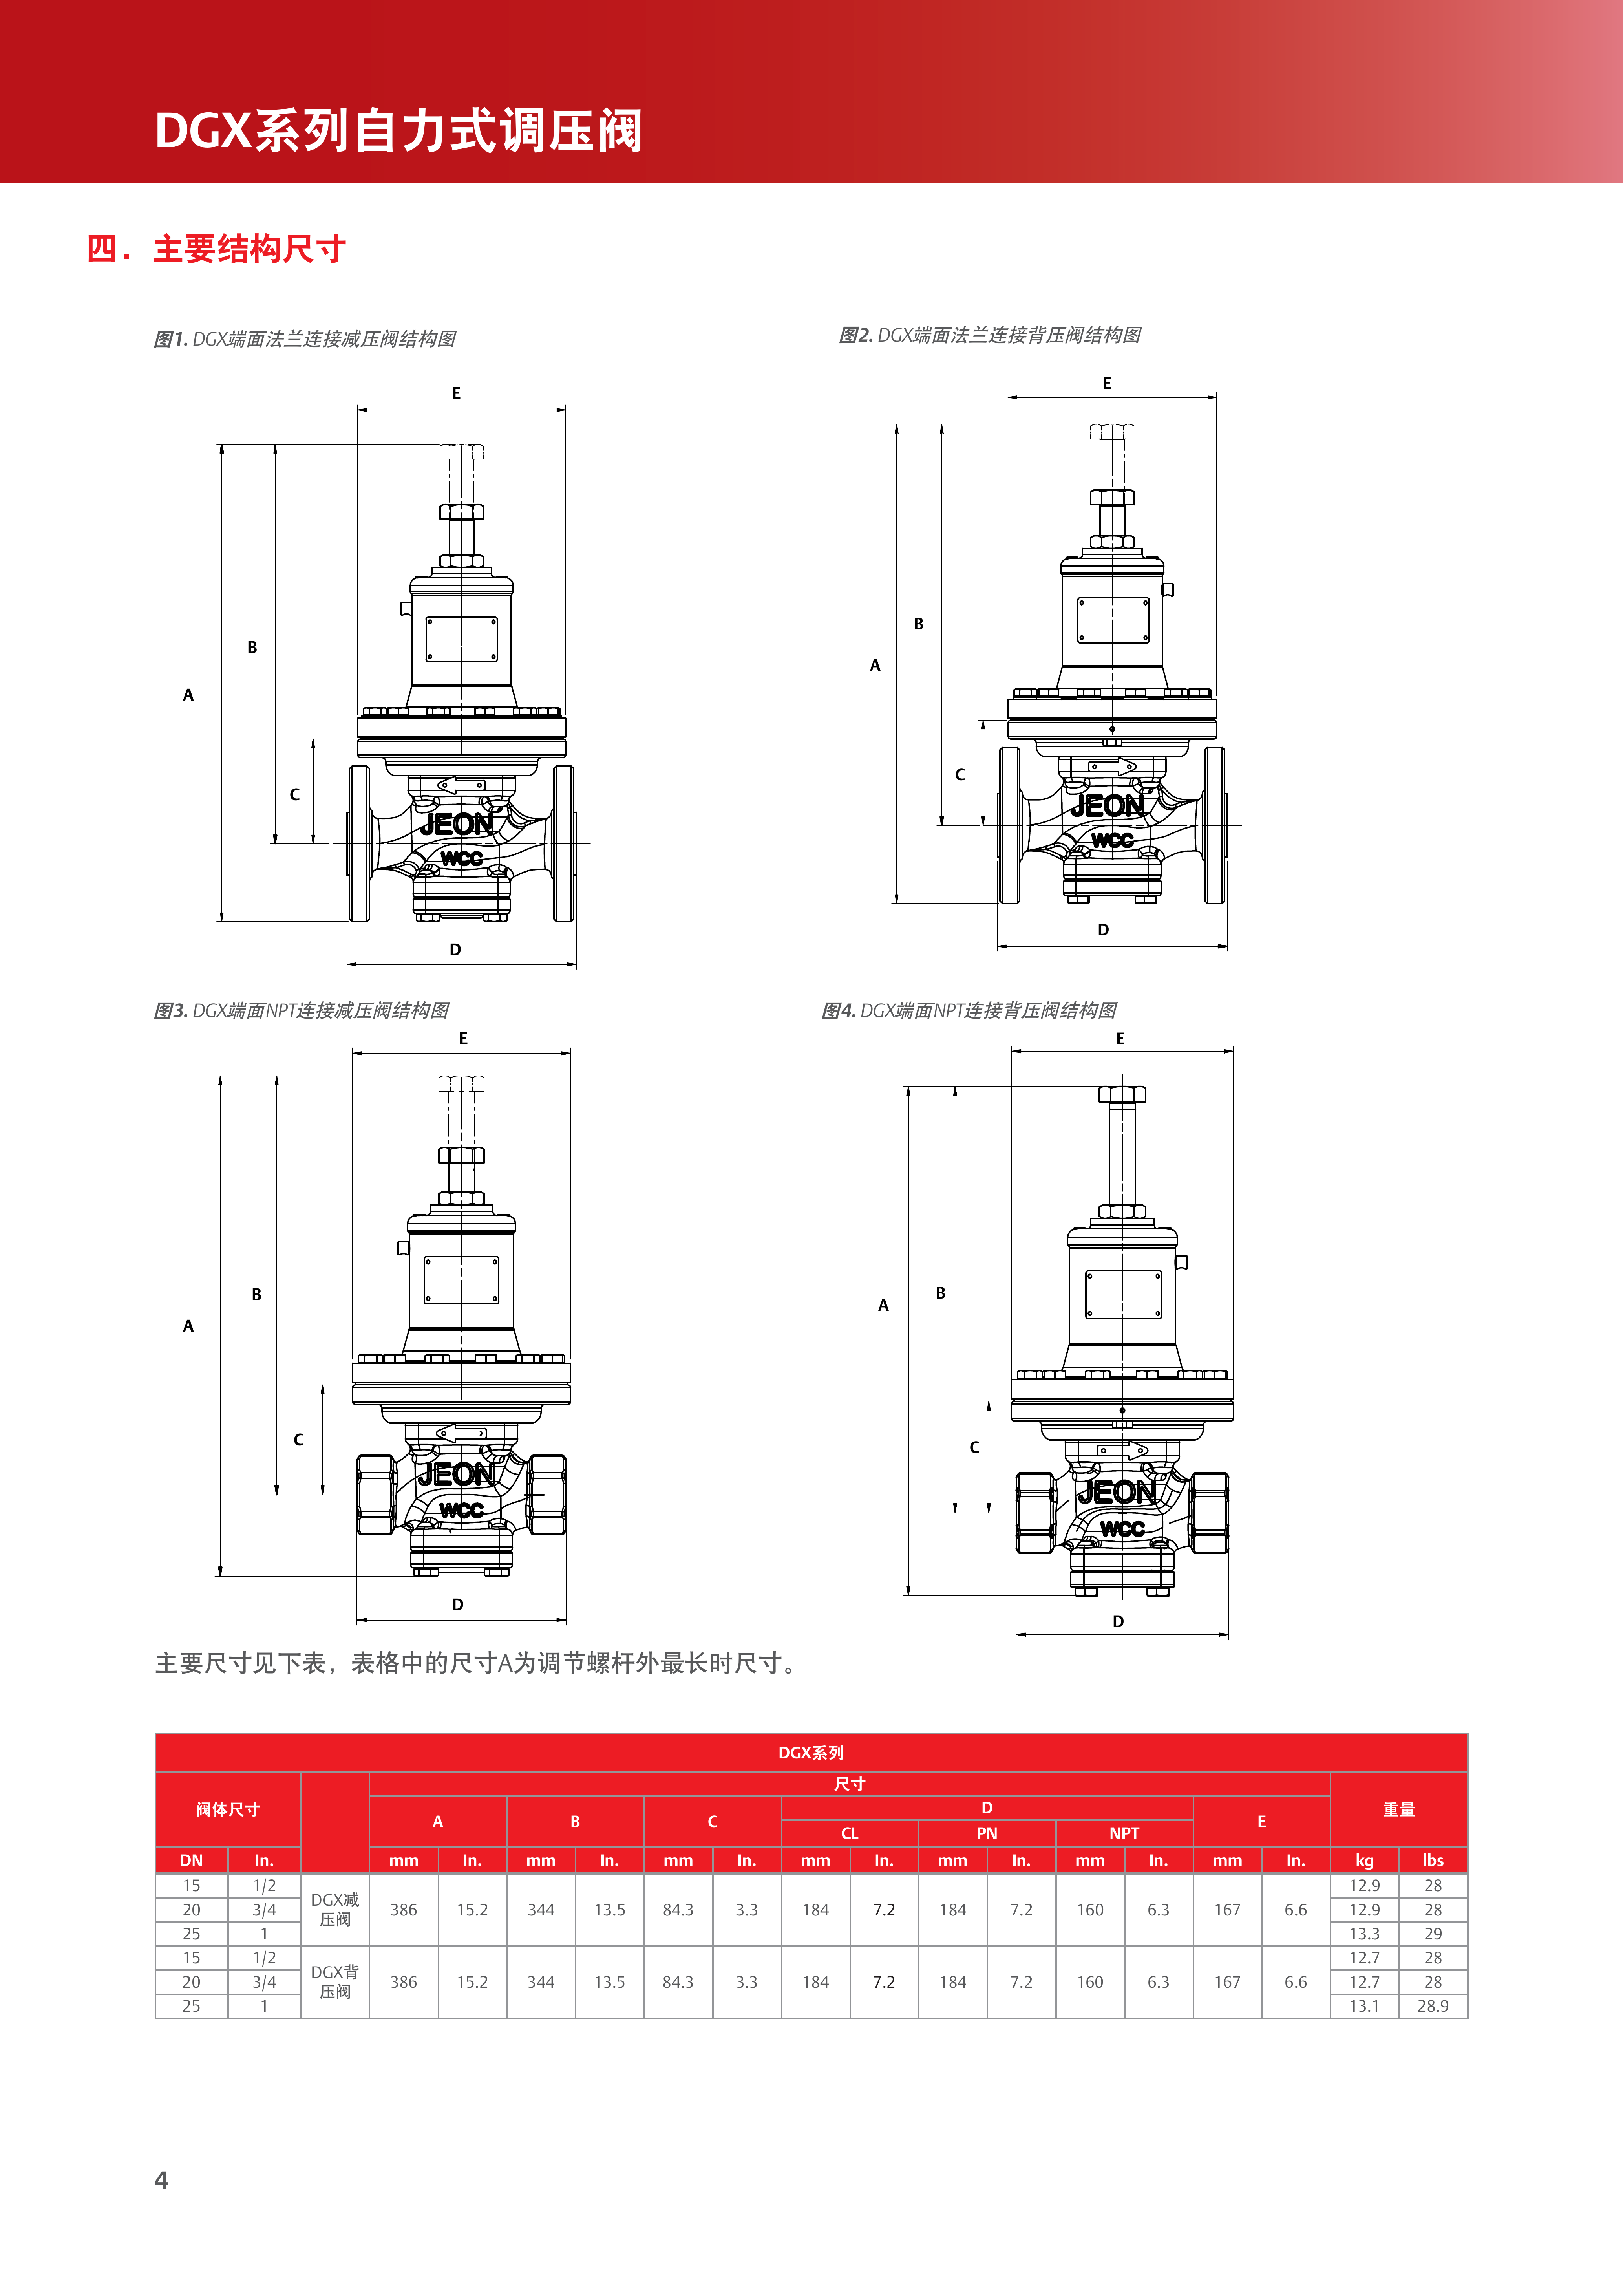 DGX系列自力式调压阀
四. 主要结构尺寸
图1. DGX端面法兰连接减压阀结构图
图2. DGX端面法兰连接背压阀结构图
E
A
B
C
D
JEON
WCC
E
A
B
C
D
JEON
WCC
图3. DGX端面NPT连接减压阀结构图
图4. DGX端面NPT连接背压阀结构图
E
A
B
C
D
JEON
WCC
E
A
B
C
D
JEON
WCC
主要尺寸见下表，表格中的尺寸A为调节螺杆外最长时尺寸。
DGX系列
阀体尺寸 尺寸 重量
A B C D E
CL PN NPT
DN In. mm In. mm In. mm In. mm In. mm In. mm In. mm In. kg lbs
15 1/2 12.9 28
20 3/4 DGX减压阀 386 15.2 344 13.5 84.3 3.3 184 7.2 184 7.2 160 6.3 167 6.6 12.9 28
25 1 13.3 29
15 1/2 12.7 28
20 3/4 DGX背压阀 386 15.2 344 13.5 84.3 3.3 184 7.2 184 7.2 160 6.3 167 6.6 12.7 28
25 1 13.1 28.9
4